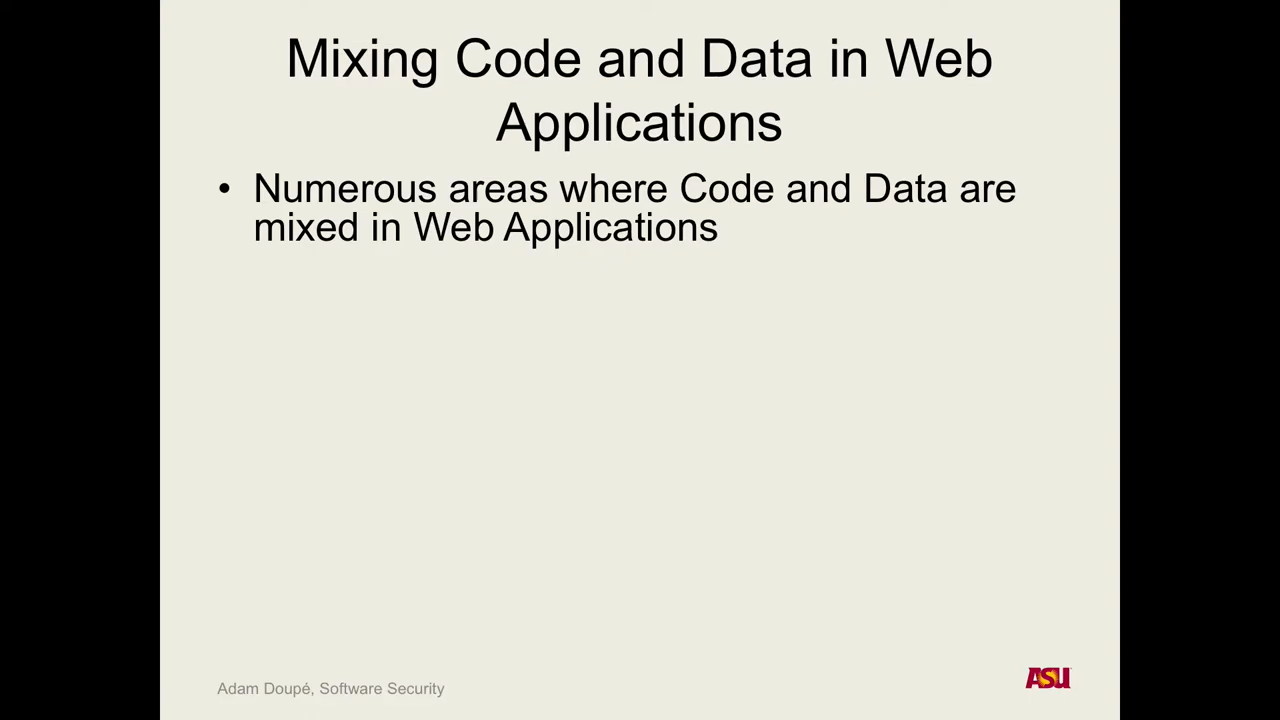 Mixing Code and Data in Web
Applications
• Numerous areas where Code and Data are
mixed in Web Applications
Adam Doupé, Software Security
ASU